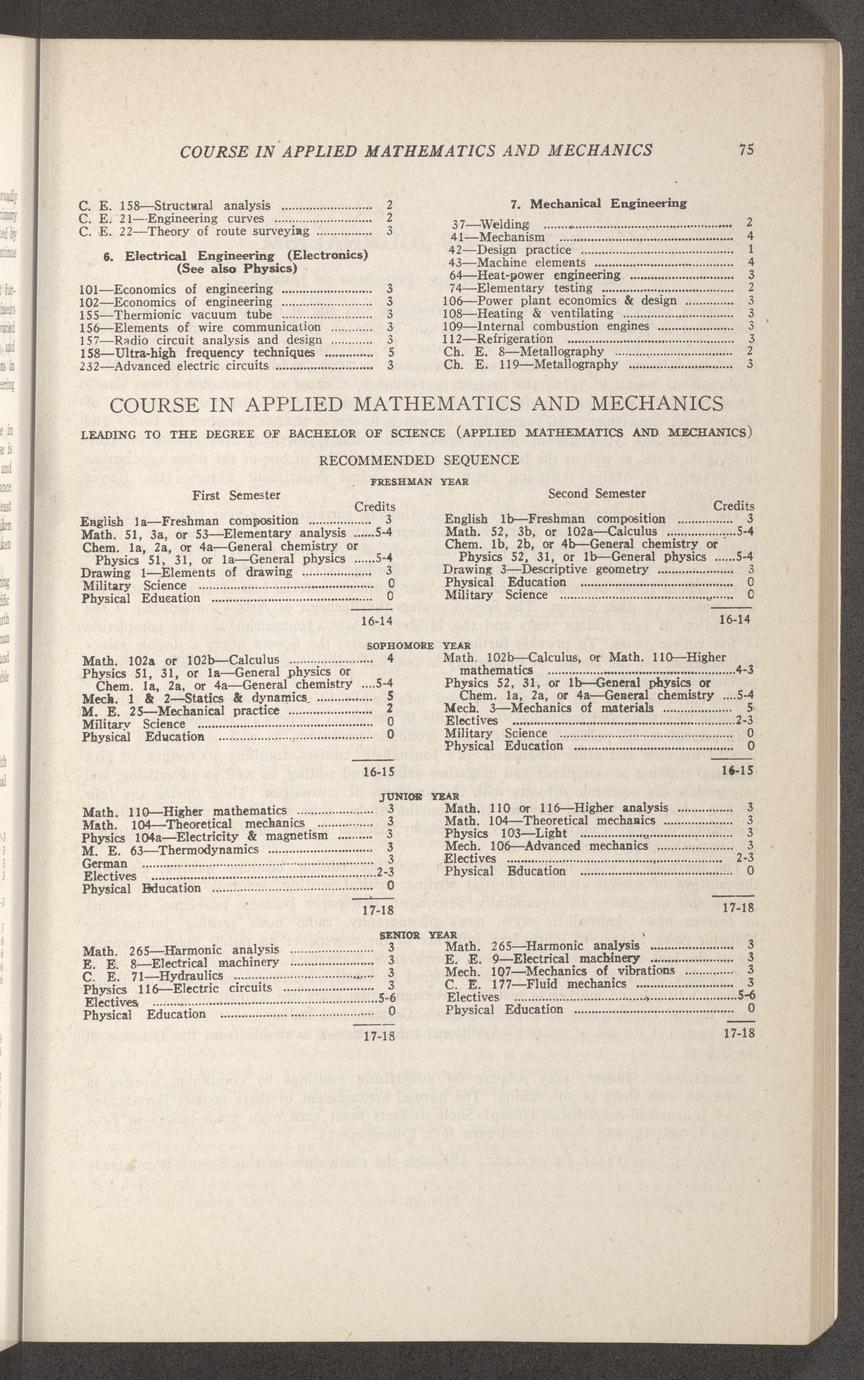 COURSE IN APPLIED MATHEMATICS AND MECHANICS 75
C. E. 158—Structural analysis ........................ 2
C. E. 21—Engineering curves ........................ 2
C. E. 22—Theory of route surveying .............. 3
6. Electrical Engineering (Electronics)
(See also Physics)
101—Economics of engineering ........................ 3
102—Economics of engineering ........................ 3
155—Thermionic vacuum tube ........................ 3
156—Elements of wire communication ........... 3
157—Radio circuit analysis and design ........... 3
158—Ultra-high frequency techniques ............. 5
232—Advanced electric circuits ........................ 3
7. Mechanical Engineering
37—Welding ........................ 2
41—Mechanism ........................ 4
42—Design practice ........................ 1
43—Machine elements ........................ 4
64—Heat-power engineering ........................ 3
74—Elementary testing ........................ 2
106—Power plant economics & design ............. 3
108—Heating & ventilating ........................ 3
109—Internal combustion engines .................... 3
112—Refrigeration ........................ 3
Ch. E. 8—Metallography ........................ 2
Ch. E. 119—Metallography ........................ 3
COURSE IN APPLIED MATHEMATICS AND MECHANICS
LEADING TO THE DEGREE OF BACHELOR OF SCIENCE (APPLIED MATHEMATICS AND MECHANICS)
RECOMMENDED SEQUENCE
FRESHMAN YEAR
First Semester
Credits
English 1a—Freshman composition .................. 3
Math. 51, 3a, or 53—Elementary analysis ......5-4
Chem. 1a, 2a, or 4a—General chemistry or
Physics 51, 31, or 1a—General physics ......5-4
Drawing 1—Elements of drawing .................... 3
Military Science ........................ 0
Physical Education ........................ 0
16-14
Second Semester
Credits
English 1b—Freshman composition ............... 3
Math. 52, 3b, or 102a—Calculus ....................5-4
Chem. 1b, 2b, or 4b—General chemistry or
Physics 52, 31, or 1b—General physics ......5-4
Drawing 3—Descriptive geometry .................... 3
Physical Education ........................ 0
Military Science ........................ 0
16-14
SOPHOMORE YEAR
Math. 102a or 102b—Calculus ........................ 4
Physics 51, 31, or 1a—General physics or
Chem. 1a, 2a, or 4a—General chemistry ....5-4
Mech. 1 & 2—Statics & dynamics ................ 5
M. E. 25—Mechanical practice ........................ 2
Military Science ........................ 0
Physical Education ........................ 0
16-15
Math. 102b—Calculus, or Math. 110—Higher
mathematics ........................4-3
Physics 52, 31, or 1b—General physics or
Chem. 1a, 2a, or 4a—General chemistry ....5-4
Mech. 3—Mechanics of materials .................. 5
Electives ........................2-3
Military Science ........................ 0
Physical Education ........................ 0
16-15
JUNIOR YEAR
Math. 110—Higher mathematics ...................... 3
Math. 104—Theoretical mechanics ................ 3
Physics 104a—Electricity & magnetism .......... 3
M. E. 63—Thermodynamics ........................ 3
German ........................ 3
Electives ........................2-3
Physical Education ........................ 0
17-18
Math. 110 or 116—Higher analysis ............... 3
Math. 104—Theoretical mechanics .................. 3
Physics 103—Light ........................ 3
Mech. 106—Advanced mechanics ..................... 3
Electives ........................ 2-3
Physical Education ........................ 0
17-18
SENIOR YEAR
Math. 265—Harmonic analysis ........................ 3
E. E. 8—Electrical machinery ........................ 3
C. E. 71—Hydraulics ........................ 3
Physics 116—Electric circuits ........................ 3
Electives ........................5-6
Physical Education ........................ 0
17-18
Math. 265—Harmonic analysis ........................ 3
E. E. 9—Electrical machinery ........................ 3
Mech. 107—Mechanics of vibrations ............. 3
C. E. 177—Fluid mechanics ........................ 3
Electives ........................5-6
Physical Education ........................ 0
17-18